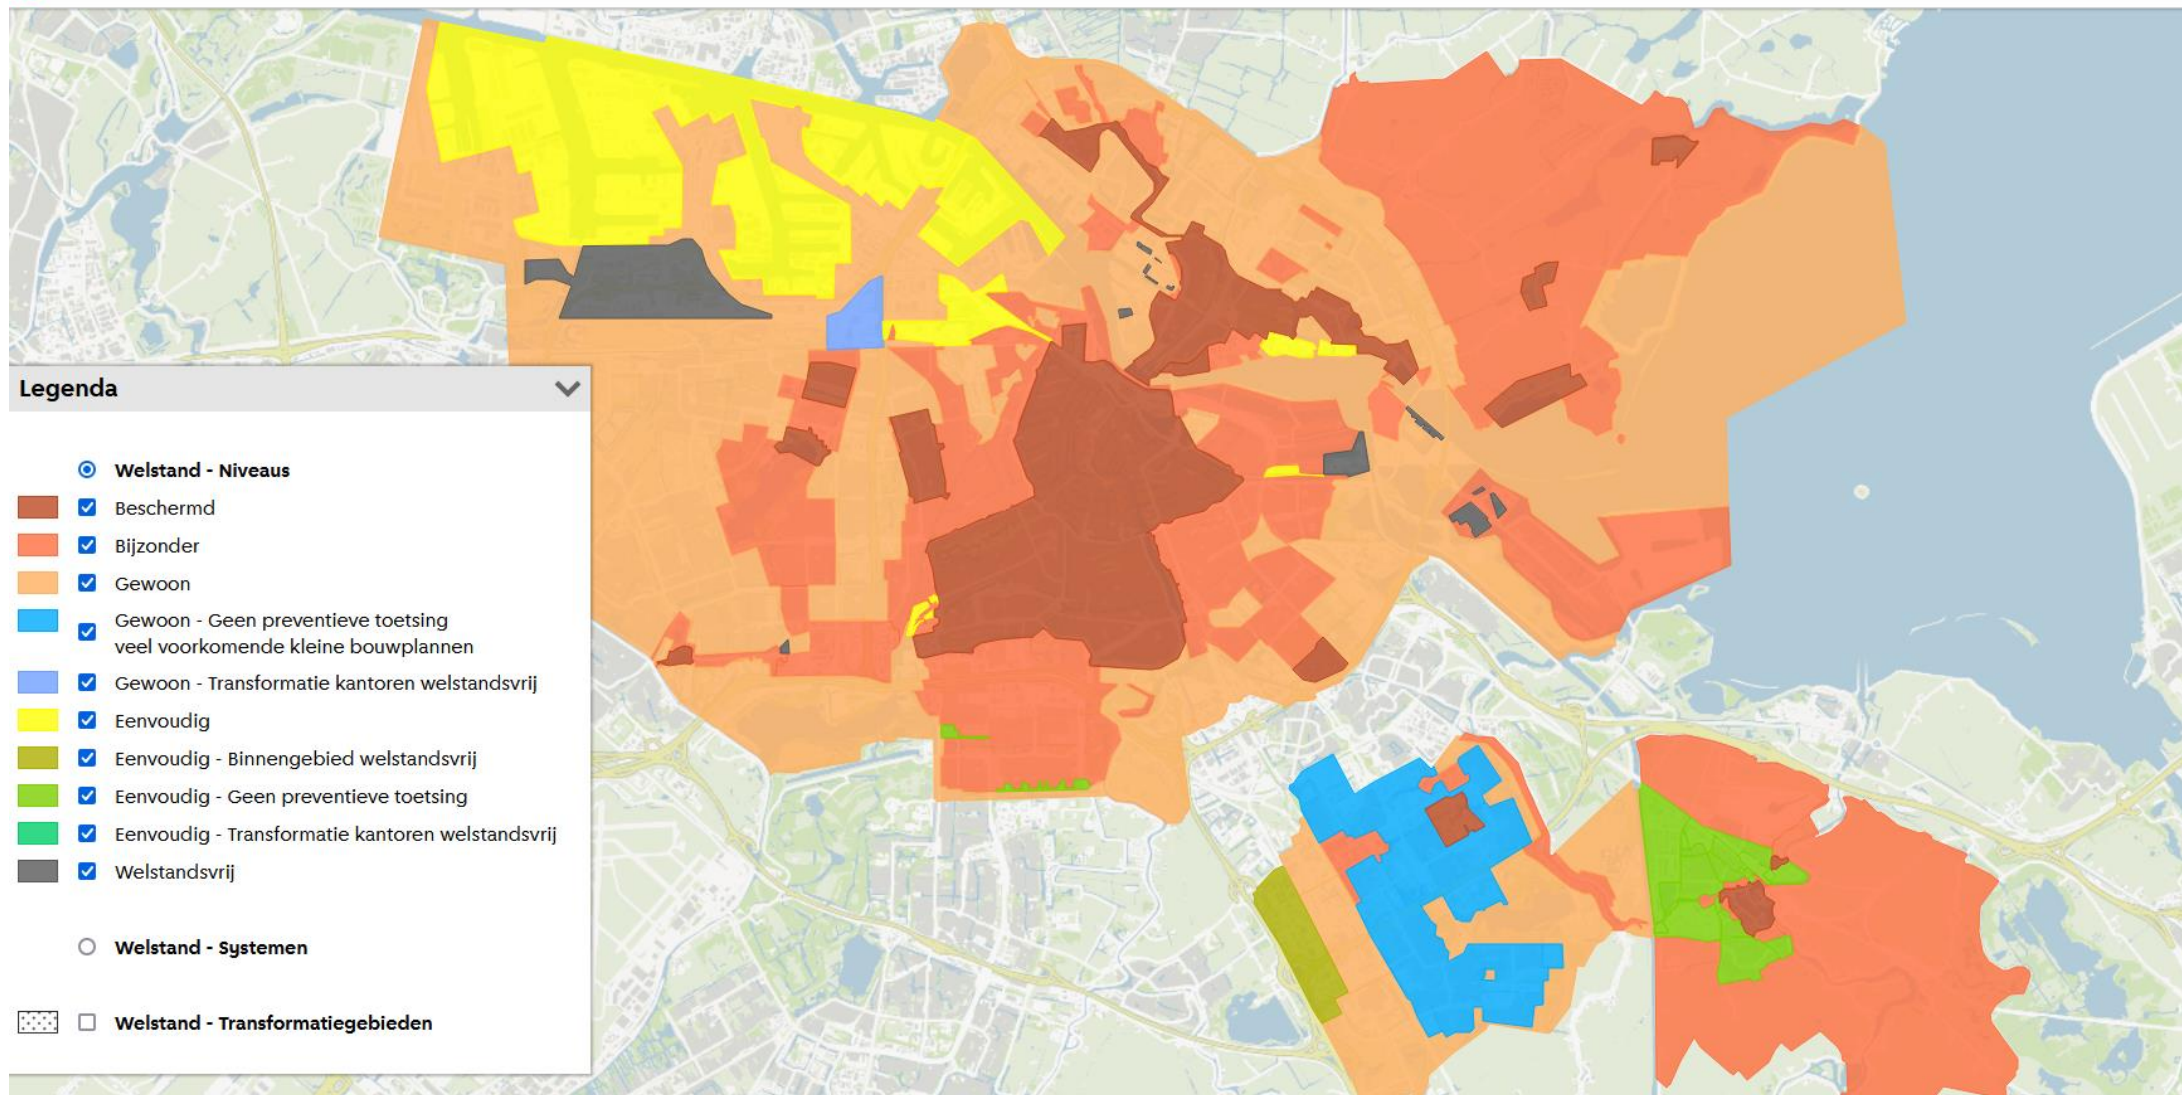 Legenda
Welstand - Niveaus
Beschermd
Bijzonder
Gewoon
Gewoon - Geen preventieve toetsing
veel voorkomende kleine bouwplannen
Gewoon - Transformatie kantoren welstandsvrij
Eenvoudig
Eenvoudig - Binnengebied welstandsvrij
Eenvoudig - Geen preventieve toetsing
Eenvoudig - Transformatie kantoren welstandsvrij
Welstandsvrij
Welstand - Systemen
Welstand - Transformatiegebieden